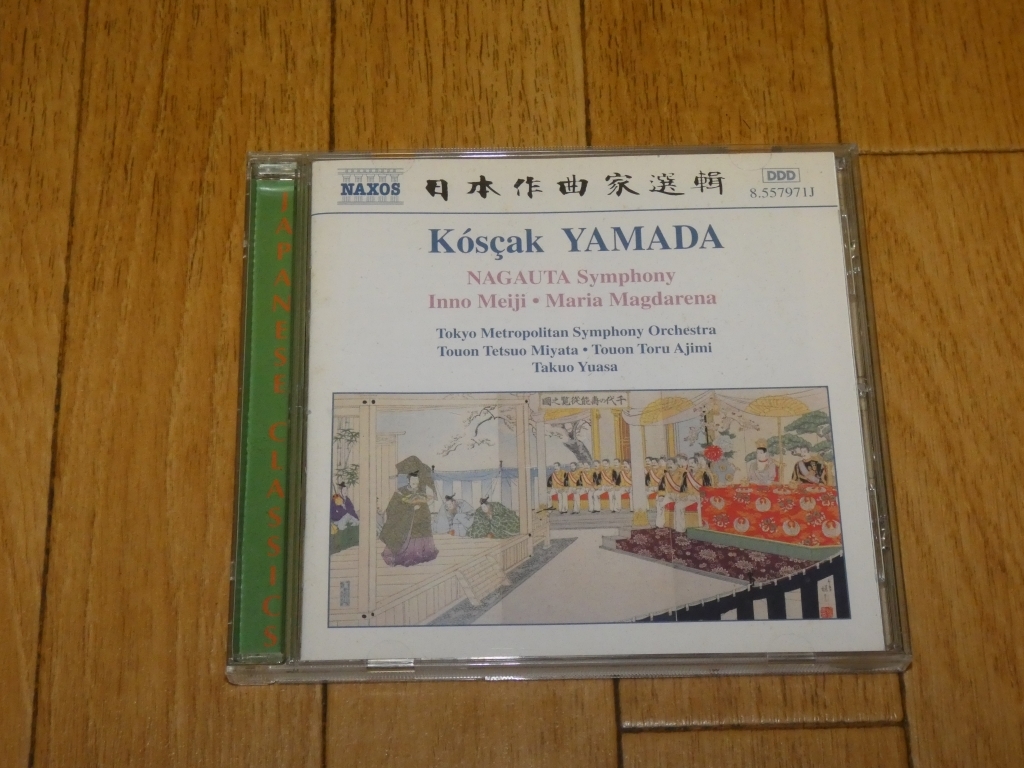 NAXOS
日本作曲家選輯
DDD
8.557971J
Kósçak YAMADA
NAGAUTA Symphony
Inno Meiji • Maria Magdarena
Tokyo Metropolitan Symphony Orchestra
Touon Tetsuo Miyata • Touon Toru Ajimi
Takuo Yuasa
JAPANESE CLASSICS